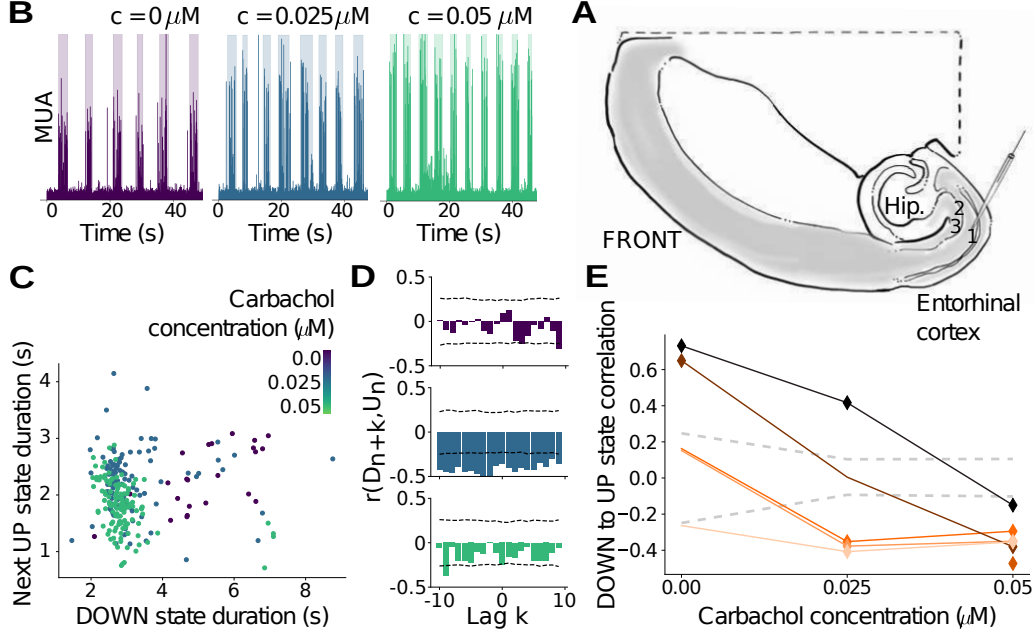 B
c = 0 μM
c = 0.025 μM
c = 0.05 μM
MUA
0 20 40
0 20 40
0 20 40
Time (s)
Time (s)
Time (s)
A
Hip.
2
3
1
FRONT
Entorhinal
cortex
C
Carbachol
concentration (μM)
0.0
0.025
0.05
Next UP state duration (s)
4
3
2
1
2 4 6 8
DOWN state duration (s)
D
r(Dn+k, Un)
0.5
0
-0.5
0.5
0
-0.5
0.5
0
-0.5
-10 0 10
Lag k
E
DOWN to UP state correlation
0.6
0.4
0.2
0.0
−0.2
−0.4
0.00 0.025 0.05
Carbachol concentration (μM)